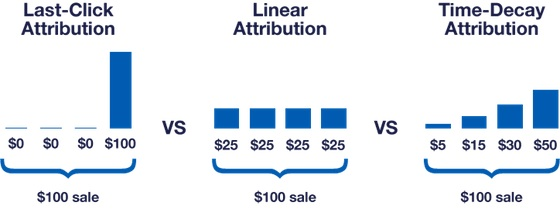 Last-Click
Attribution
$0 $0 $0 $100
$100 sale
VS
Linear
Attribution
$25 $25 $25 $25
$100 sale
VS
Time-Decay
Attribution
$5 $15 $30 $50
$100 sale